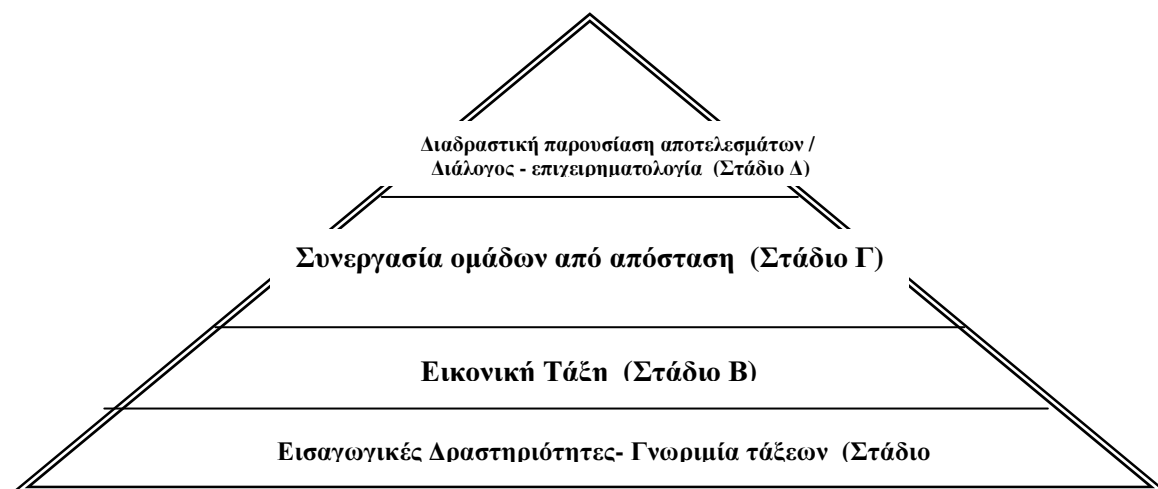 Διαδραστική παρουσίαση αποτελεσμάτων /
Διάλογος - επιχειρηματολογία (Στάδιο Δ)
Συνεργασία ομάδων από απόσταση (Στάδιο Γ)
Εικονική Τάξη (Στάδιο Β)
Εισαγωγικές Δραστηριότητες- Γνωριμία τάξεων (Στάδιο